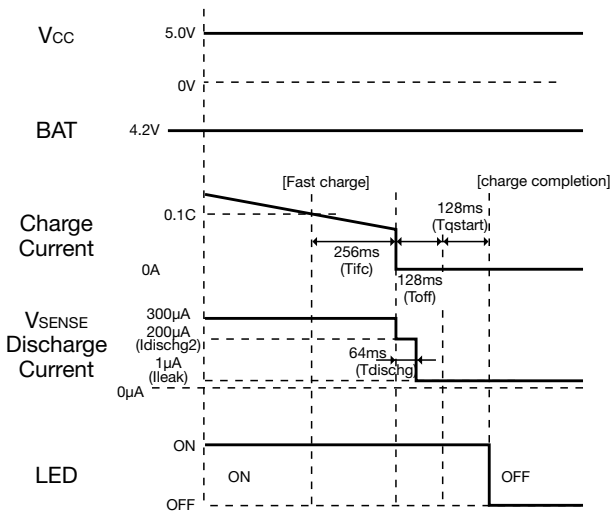 VCC
5.0V
0V
BAT
4.2V
[Fast charge]
[charge completion]
Charge
Current
0.1C
0A
256ms
(Tifc)
128ms
(Tqstart)
128ms
(Toff)
VSENSE
Discharge
Current
300µA
200µA
(Idischg2)
1µA
(Ileak)
0µA
64ms
(Tdischg)
LED
ON
ON
OFF
OFF